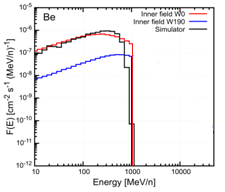 Be
Inner field W0
Inner field W190
Simulator
F(E) [cm⁻² s⁻¹ (MeV/n)⁻¹]
10⁻⁵
10⁻⁶
10⁻⁷
10⁻⁸
10⁻⁹
10⁻¹⁰
10⁻¹¹
10⁻¹²
10 100 1000 10000
Energy [MeV/n]